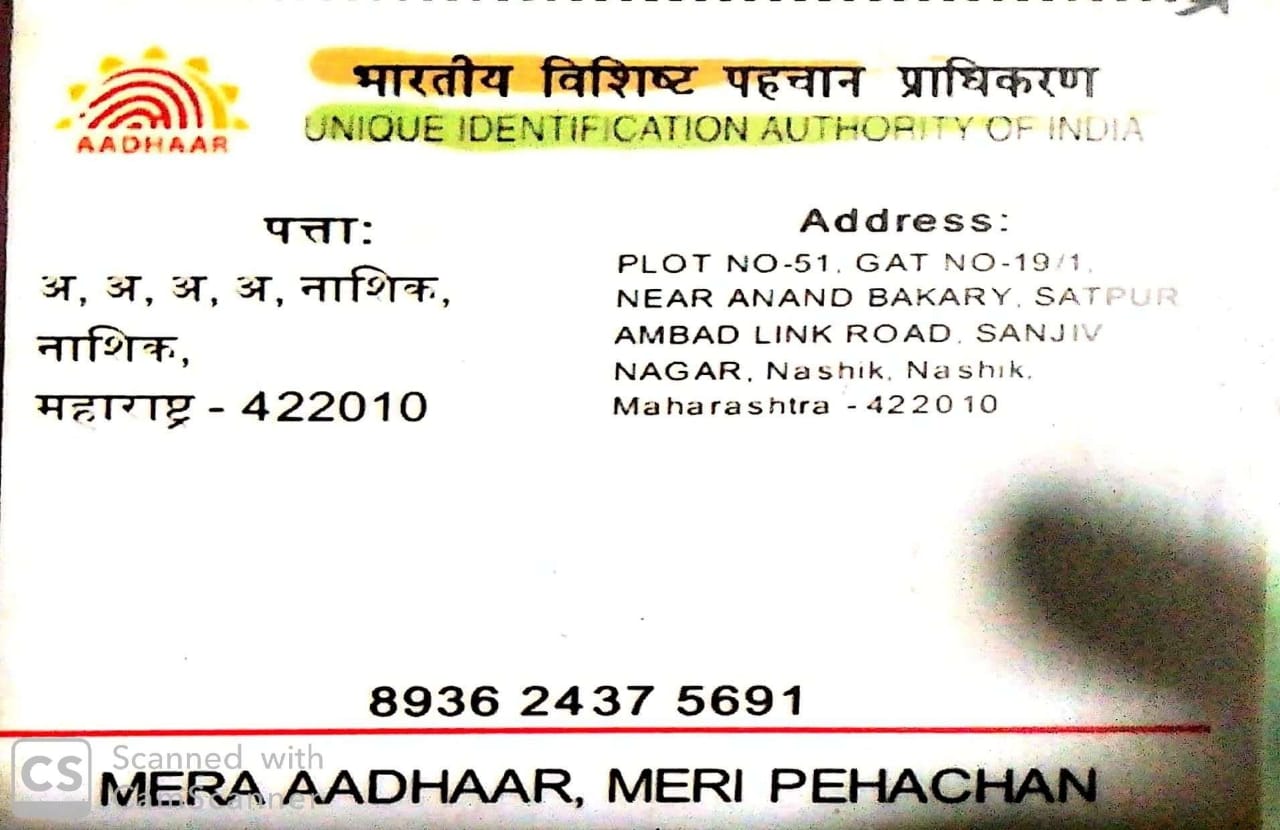 AADHAAR
भारतीय विशिष्ट पहचान प्राधिकरण
UNIQUE IDENTIFICATION AUTHORITY OF INDIA
पत्ता:
अ, अ, अ, अ, नाशिक,
नाशिक,
महाराष्ट्र - 422010
Address:
PLOT NO-51, GAT NO-19/1,
NEAR ANAND BAKARY, SATPUR
AMBAD LINK ROAD, SANJIV
NAGAR, Nashik, Nashik,
Maharashtra - 422010
8936 2437 5691
MERA AADHAAR, MERI PEHACHAN
CS
Scanned with
CamScanner